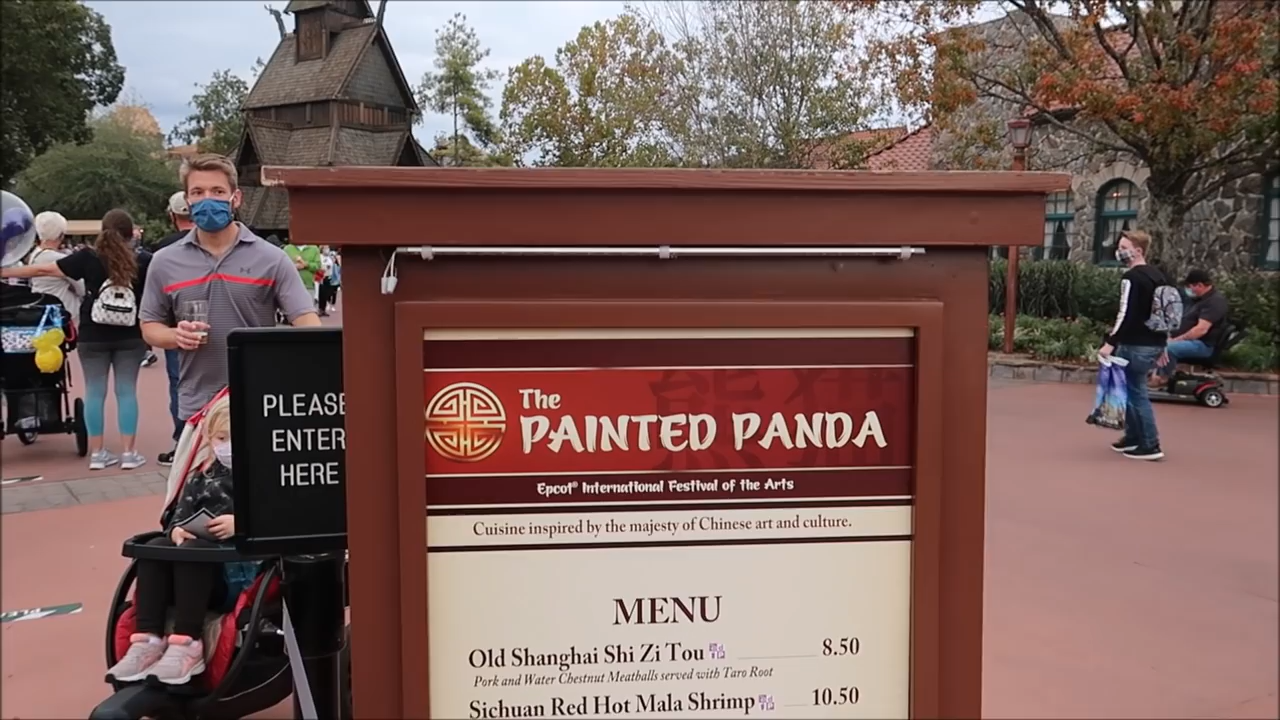 PLEASE
ENTER
HERE
The
PAINTED PANDA
熊猫
Epcot® International Festival of the Arts
Cuisine inspired by the majesty of Chinese art and culture.
MENU
Old Shanghai Shi Zi Tou 8.50
Pork and Water Chestnut Meatballs served with Taro Root
Sichuan Red Hot Mala Shrimp 10.50